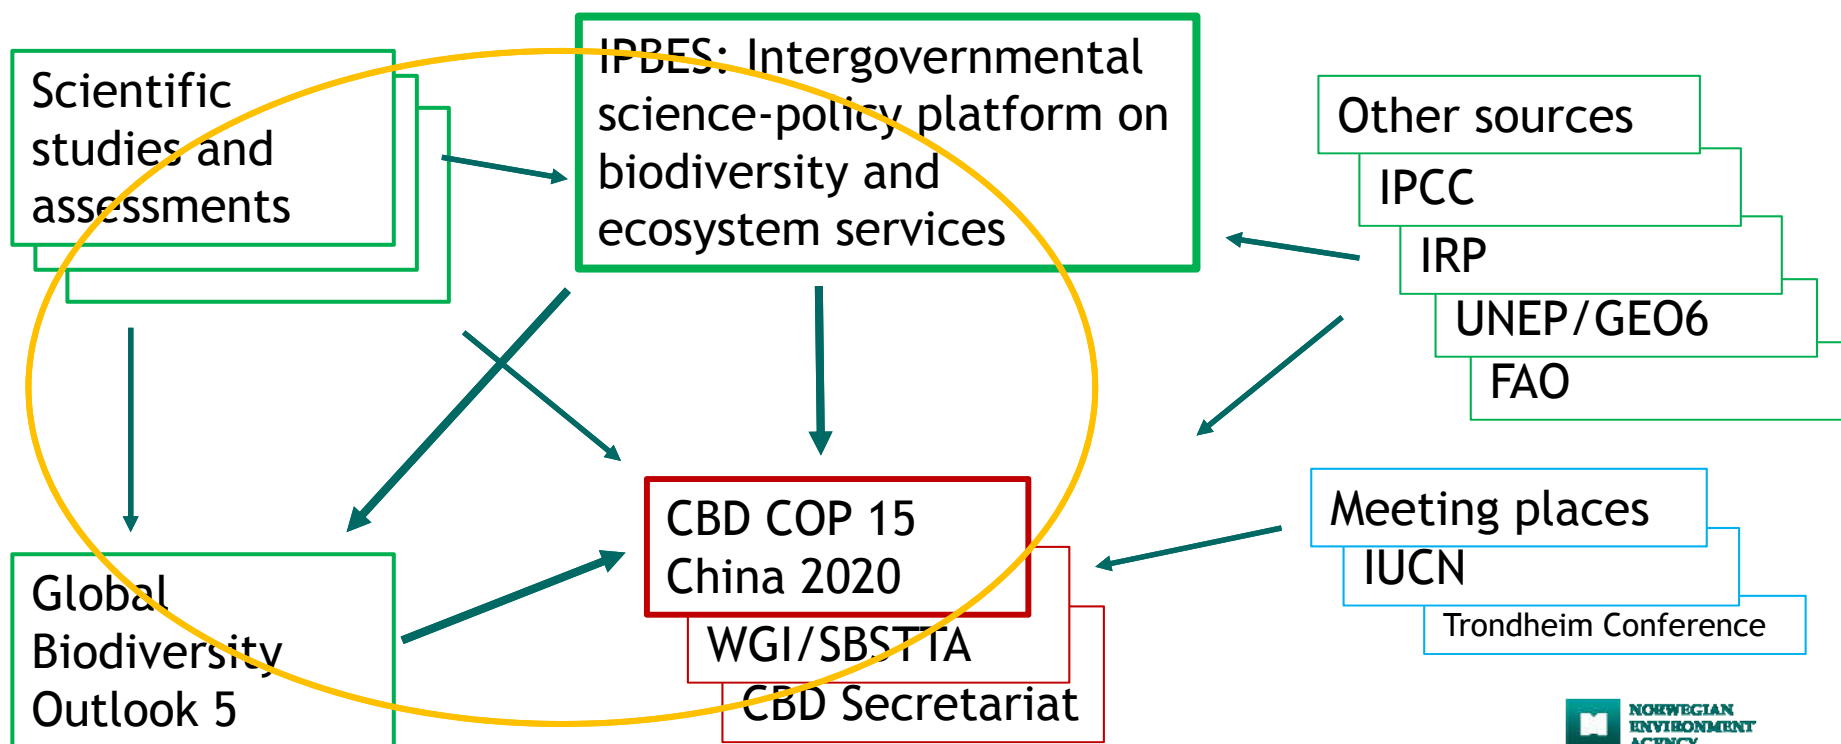 Scientific
studies and
assessments
IPBES: Intergovernmental
science-policy platform on
biodiversity and
ecosystem services
Other sources
IPCC
IRP
UNEP/GEO6
FAO
CBD COP 15
China 2020
WGI/SBSTTA
CBD Secretariat
Meeting places
IUCN
Trondheim Conference
Global
Biodiversity
Outlook 5
NORWEGIAN
ENVIRONMENT
AGENCY